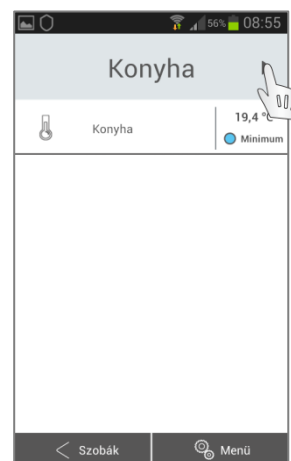 56% 08:55
Konyha
Konyha
19,4 °C
Minimum
< Szobák
Menü